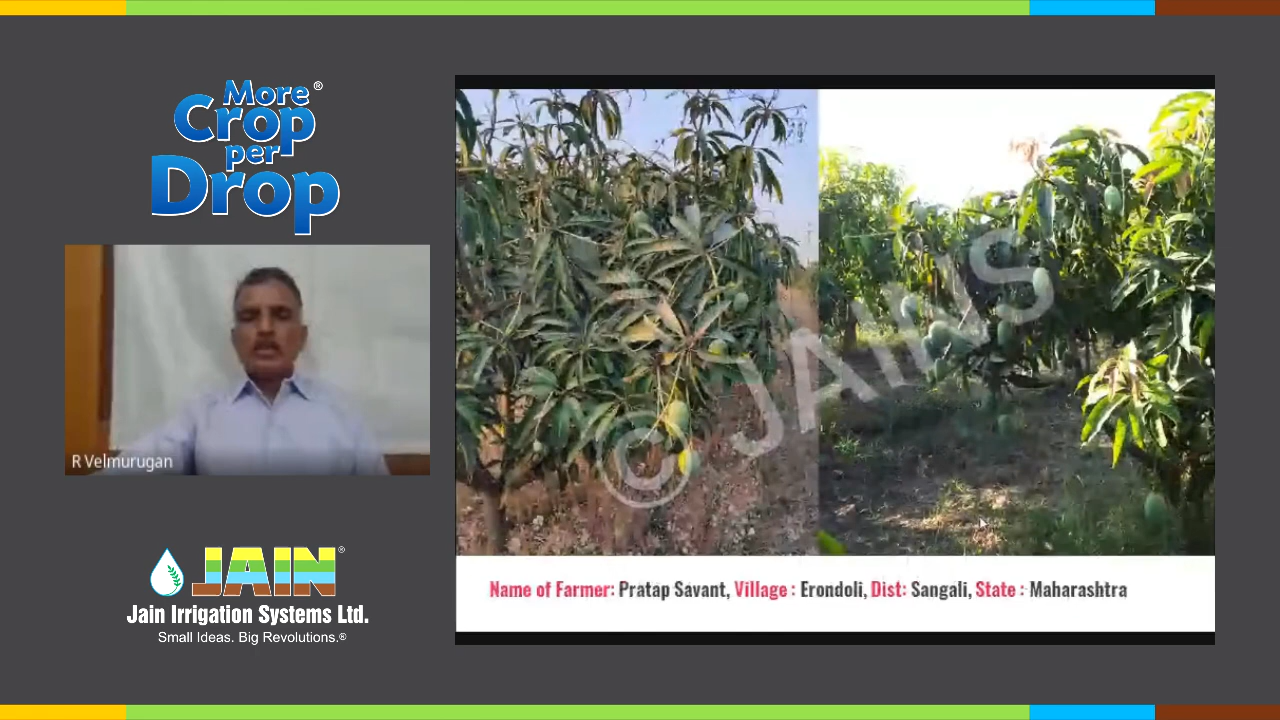 More®
Crop
per
Drop
R Velmurugan
JAIN®
Jain Irrigation Systems Ltd.
Small Ideas. Big Revolutions.®
© JAINS
Name of Farmer: Pratap Savant, Village : Erondoli, Dist: Sangali, State : Maharashtra